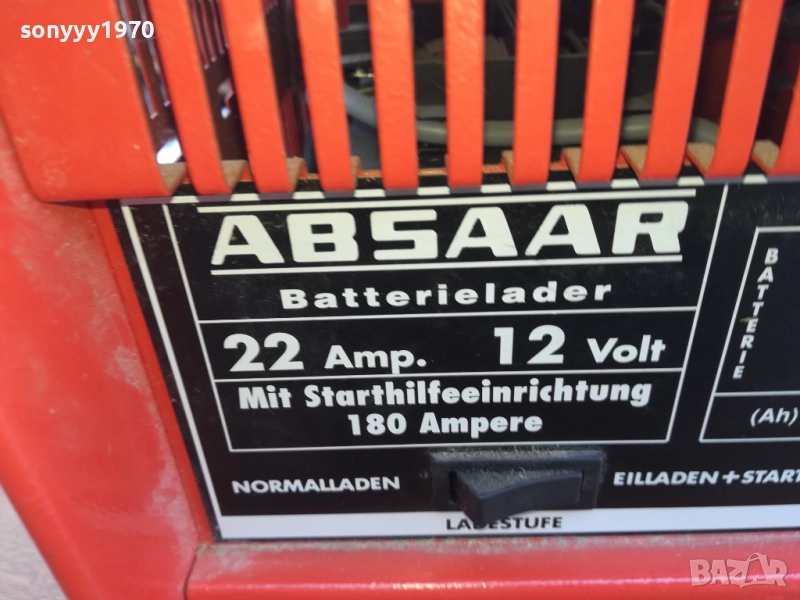 sonyyy1970
ABSAAR
Batterielader
22 Amp. 12 Volt
Mit Starthilfeeinrichtung
180 Ampere
BATTERIE
(Ah)
NORMALLADEN
EILLADEN+START
LADESTUFE
BAZAR